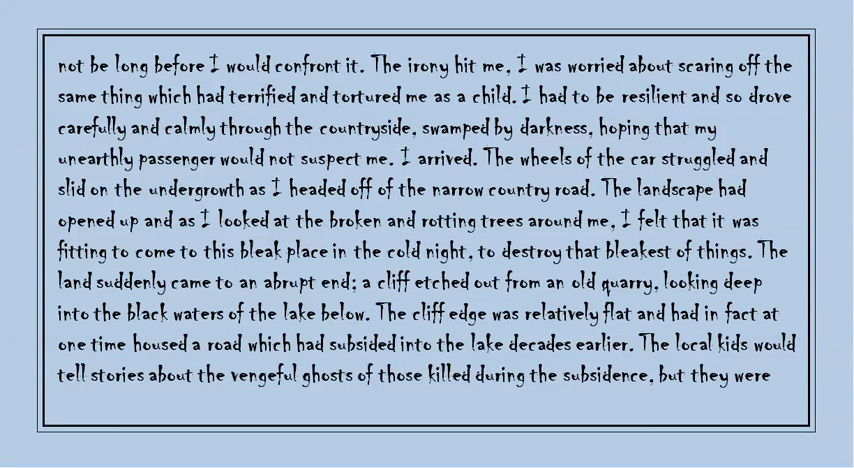 not be long before I would confront it. The irony hit me, I was worried about scaring off the
same thing which had terrified and tortured me as a child. I had to be resilient and so drove
carefully and calmly through the countryside, swamped by darkness, hoping that my
unearthly passenger would not suspect me. I arrived. The wheels of the car struggled and
slid on the undergrowth as I headed off of the narrow country road. The landscape had
opened up and as I looked at the broken and rotting trees around me, I felt that it was
fitting to come to this bleak place in the cold night, to destroy that bleakest of things. The
land suddenly came to an abrupt end; a cliff etched out from an old quarry, looking deep
into the black waters of the lake below. The cliff edge was relatively flat and had in fact at
one time housed a road which had subsided into the lake decades earlier. The local kids would
tell stories about the vengeful ghosts of those killed during the subsidence, but they were